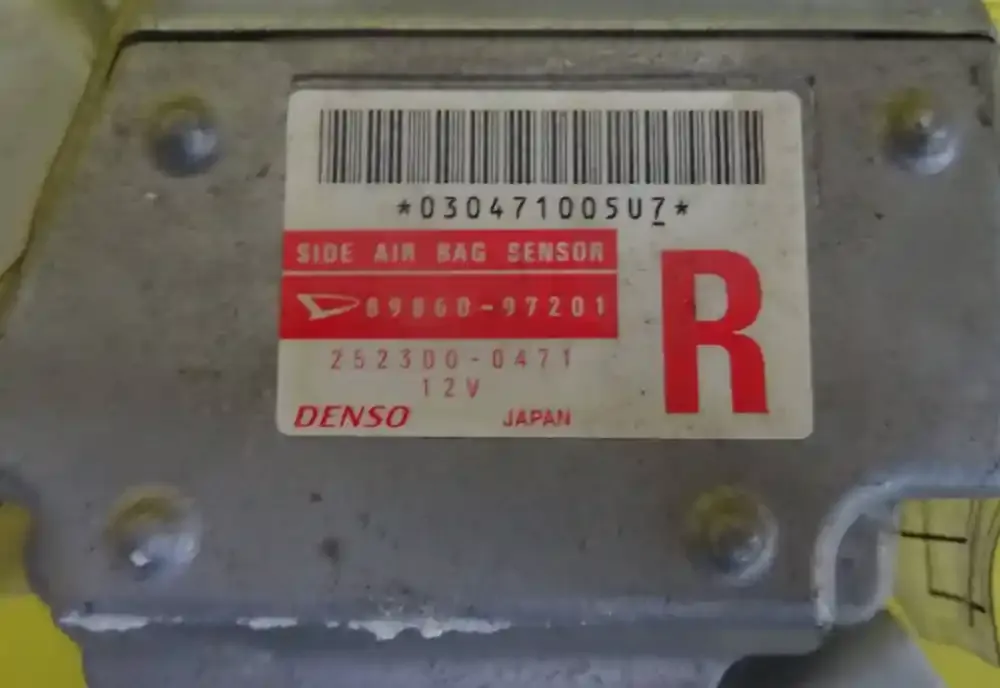 *030471005U7*
SIDE AIR BAG SENSOR
89860-97201
252300-0471
12V
DENSO JAPAN
R